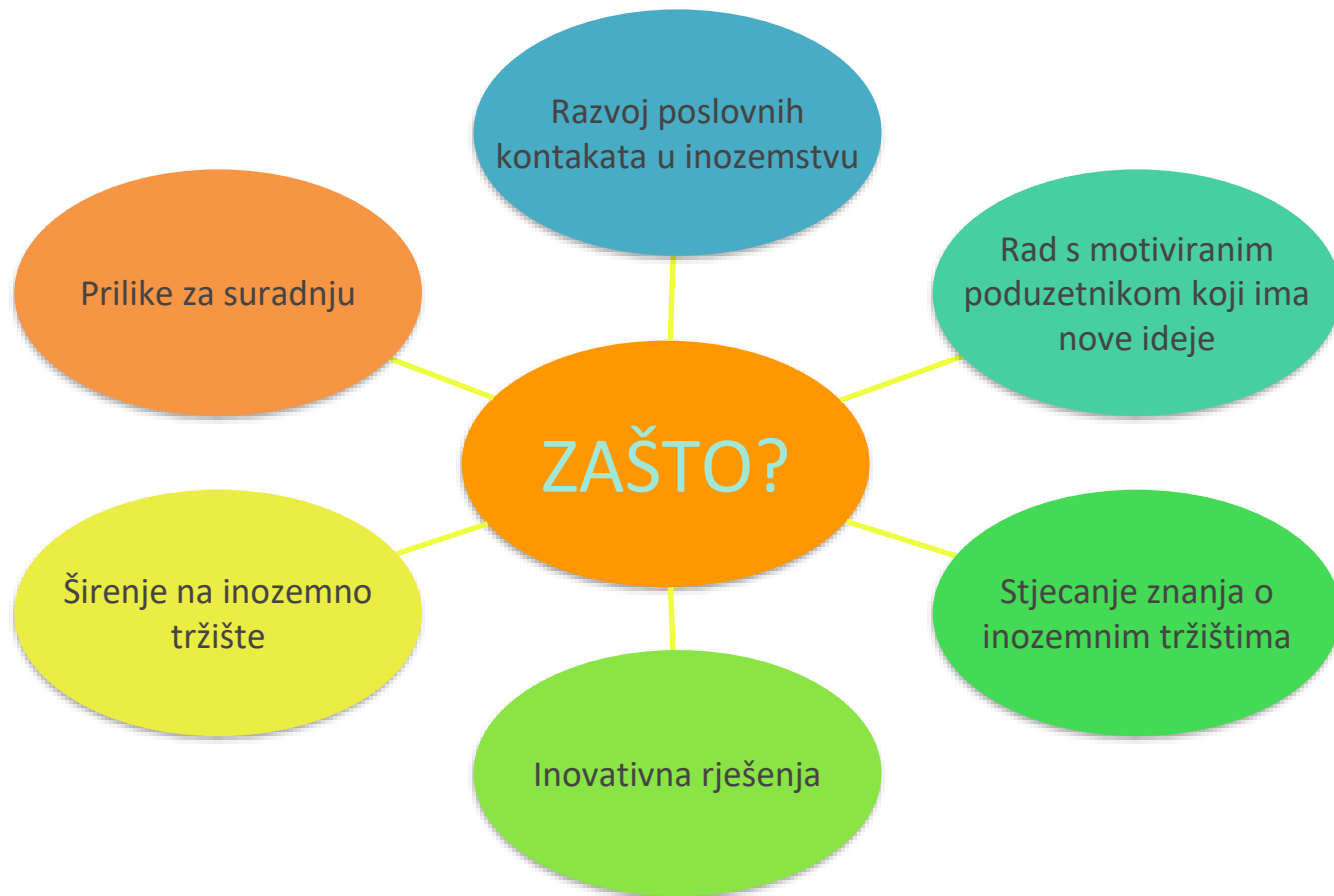 Razvoj poslovnih
kontakata u inozemstvu
Rad s motiviranim
poduzetnikom koji ima
nove ideje
Stjecanje znanja o
inozemnim tržištima
Inovativna rješenja
Širenje na inozemno
tržište
Prilike za suradnju
ZAŠTO?